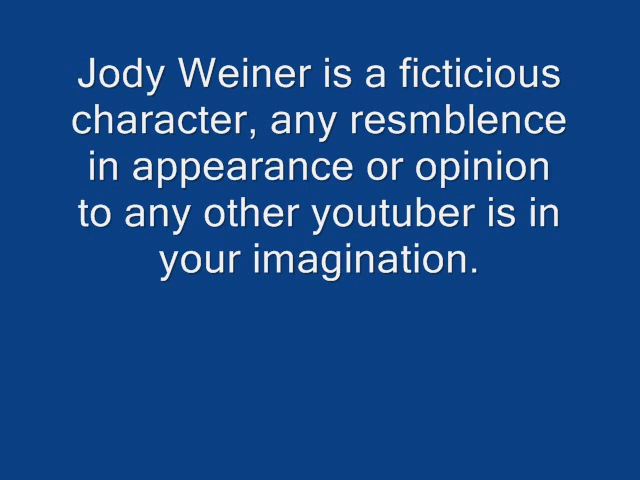 Jody Weiner is a ficticious
character, any resmblence
in appearance or opinion
to any other youtuber is in
your imagination.